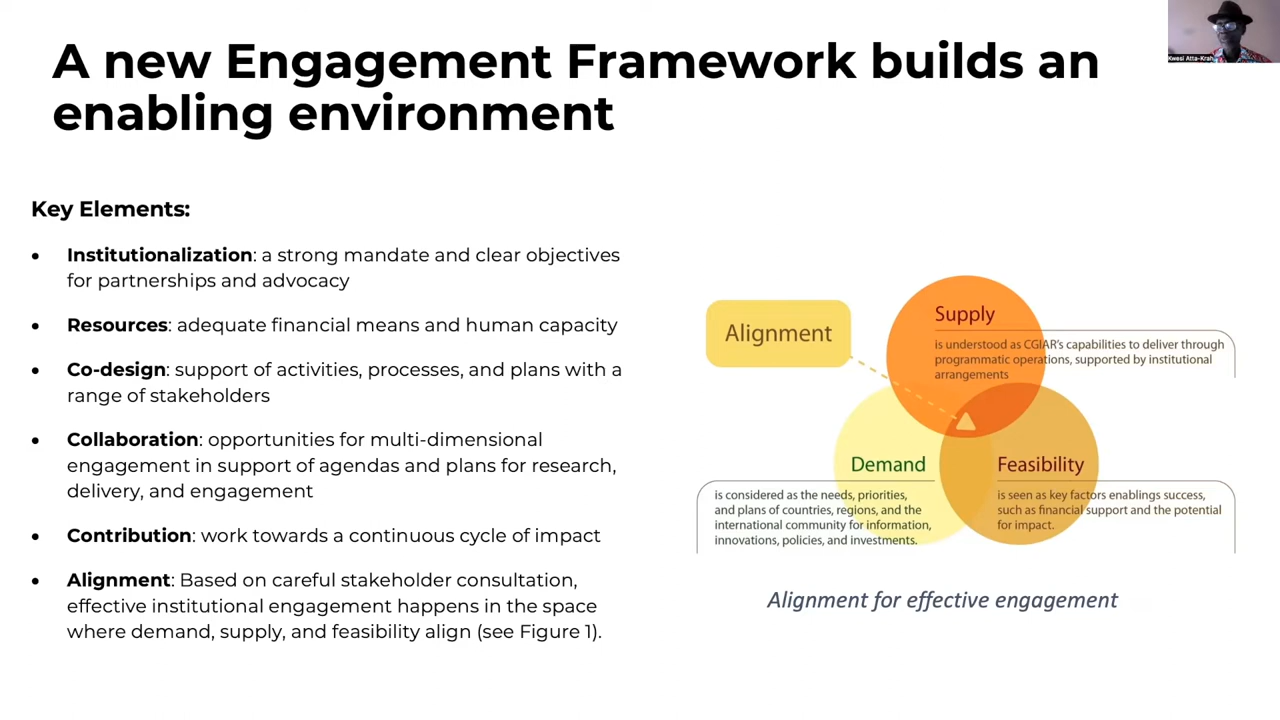 A new Engagement Framework builds an
enabling environment
Kwesi Atta-Krah
Key Elements:
• Institutionalization: a strong mandate and clear objectives
for partnerships and advocacy
• Resources: adequate financial means and human capacity
• Co-design: support of activities, processes, and plans with a
range of stakeholders
• Collaboration: opportunities for multi-dimensional
engagement in support of agendas and plans for research,
delivery, and engagement
• Contribution: work towards a continuous cycle of impact
• Alignment: Based on careful stakeholder consultation,
effective institutional engagement happens in the space
where demand, supply, and feasibility align (see Figure 1).
Alignment
Supply
is understood as CGIAR's capabilities to deliver through
programmatic operations, supported by institutional
arrangements
Demand
is considered as the needs, priorities,
and plans of countries, regions, and the
international community for information,
innovations, policies, and investments.
Feasibility
is seen as key factors enablings success,
such as financial support and the potential
for impact.
Alignment for effective engagement